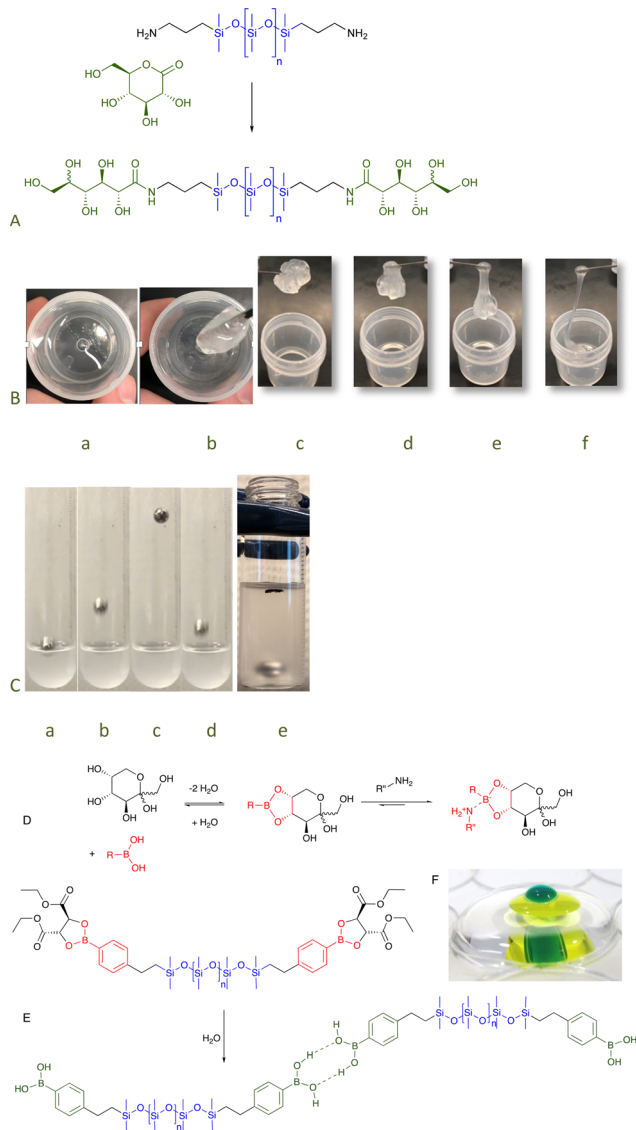 H₂N Si O Si O Si NH₂
n
HO O O
HO OH
OH
OH OH O O OH OH
HO N H Si O Si O Si N H OH
OH OH n OH OH
A
B
a b c d e f
C
a b c d e
HO O OH
HO OH
OH
-2 H₂O
+ H₂O
R B O O O OH
OH OH
R" NH₂
R B O O O OH
H₂⁺N R" OH OH
D
+ R B OH OH
F
O O O O
O O
O B O Si O Si O Si O Si B O O
n
E
H₂O
HO B OH Si O Si O Si O Si B O H O H
n
H O B O H Si O Si O Si O Si B OH OH
n